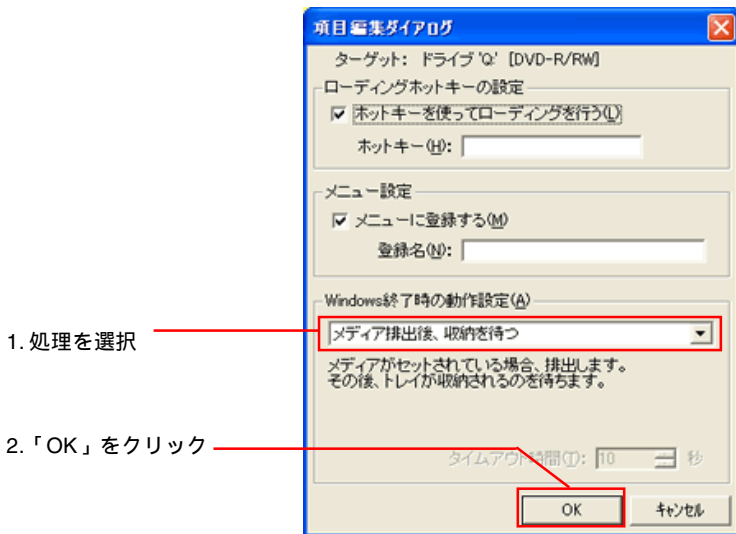 項目編集ダイアログ
ターゲット: ドライブ'Q' [DVD-R/RW]
ローディングホットキーの設定
ホットキーを使ってローディングを行う(L)
ホットキー(H):
メニュー設定
メニューに登録する(M)
登録名(N):
Windows終了時の動作設定(A)
1. 処理を選択
メディア排出後、収納を待つ
メディアがセットされている場合、排出します。
その後、トレイが収納されるのを待ちます。
2.「OK」をクリック
タイムアウト時間(T): 10 秒
OK キャンセル